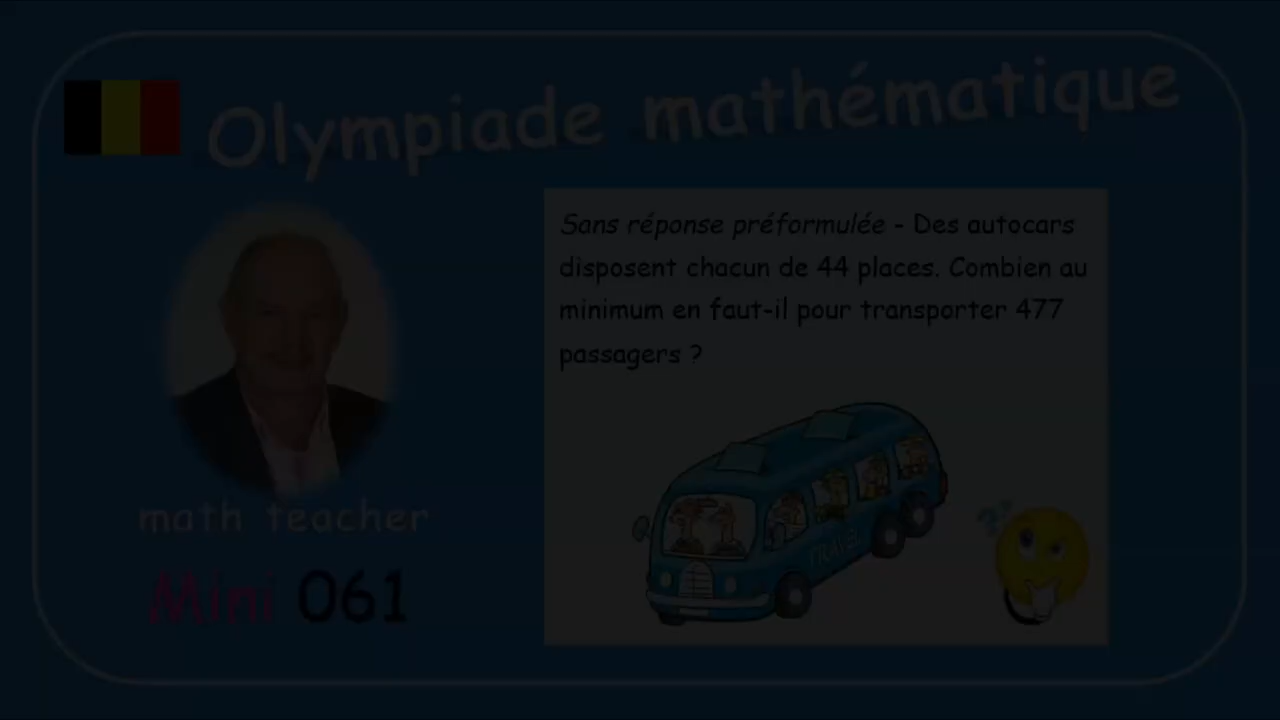 Olympiade mathématique
Sans réponse préformulée - Des autocars
disposent chacun de 44 places. Combien au
minimum en faut-il pour transporter 477
passagers ?
TRAVEL
math teacher
Mini 061